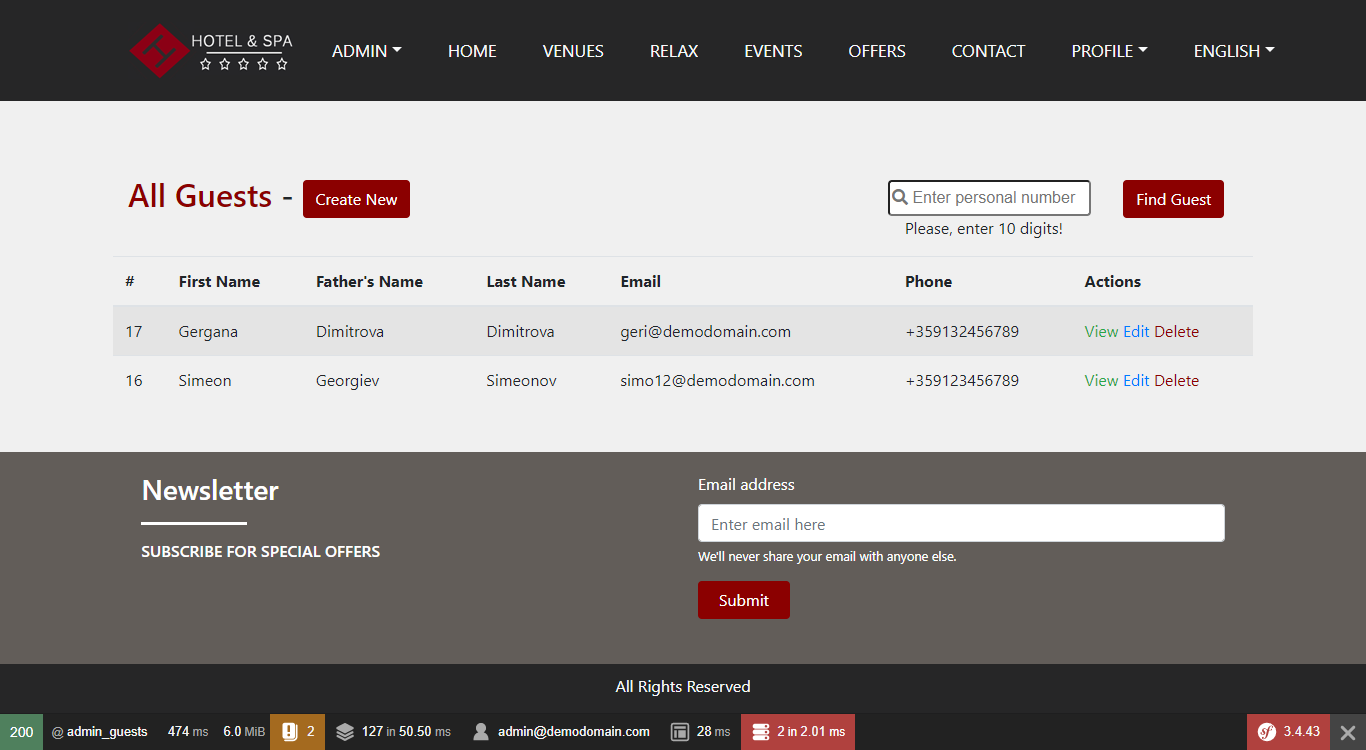 HOTEL & SPA
ADMIN HOME VENUES RELAX EVENTS OFFERS CONTACT PROFILE ENGLISH
All Guests - Create New Enter personal number Find Guest
Please, enter 10 digits!
# First Name Father's Name Last Name Email Phone Actions
17 Gergana Dimitrova Dimitrova geri@demodomain.com +359132456789 View Edit Delete
16 Simeon Georgiev Simeonov simo12@demodomain.com +359123456789 View Edit Delete
Newsletter
SUBSCRIBE FOR SPECIAL OFFERS
Email address
Enter email here
We'll never share your email with anyone else.
Submit
All Rights Reserved
200 @ admin_guests 474 ms 6.0 MiB 2 127 in 50.50 ms admin@demodomain.com 28 ms 2 in 2.01 ms sf 3.4.43